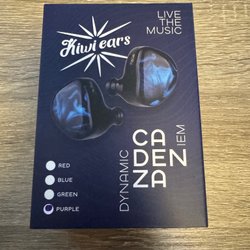 Kiwi ears
LIVE
THE
MUSIC
DYNAMIC
CA
DEN
ZA
IEM
RED
BLUE
GREEN
PURPLE